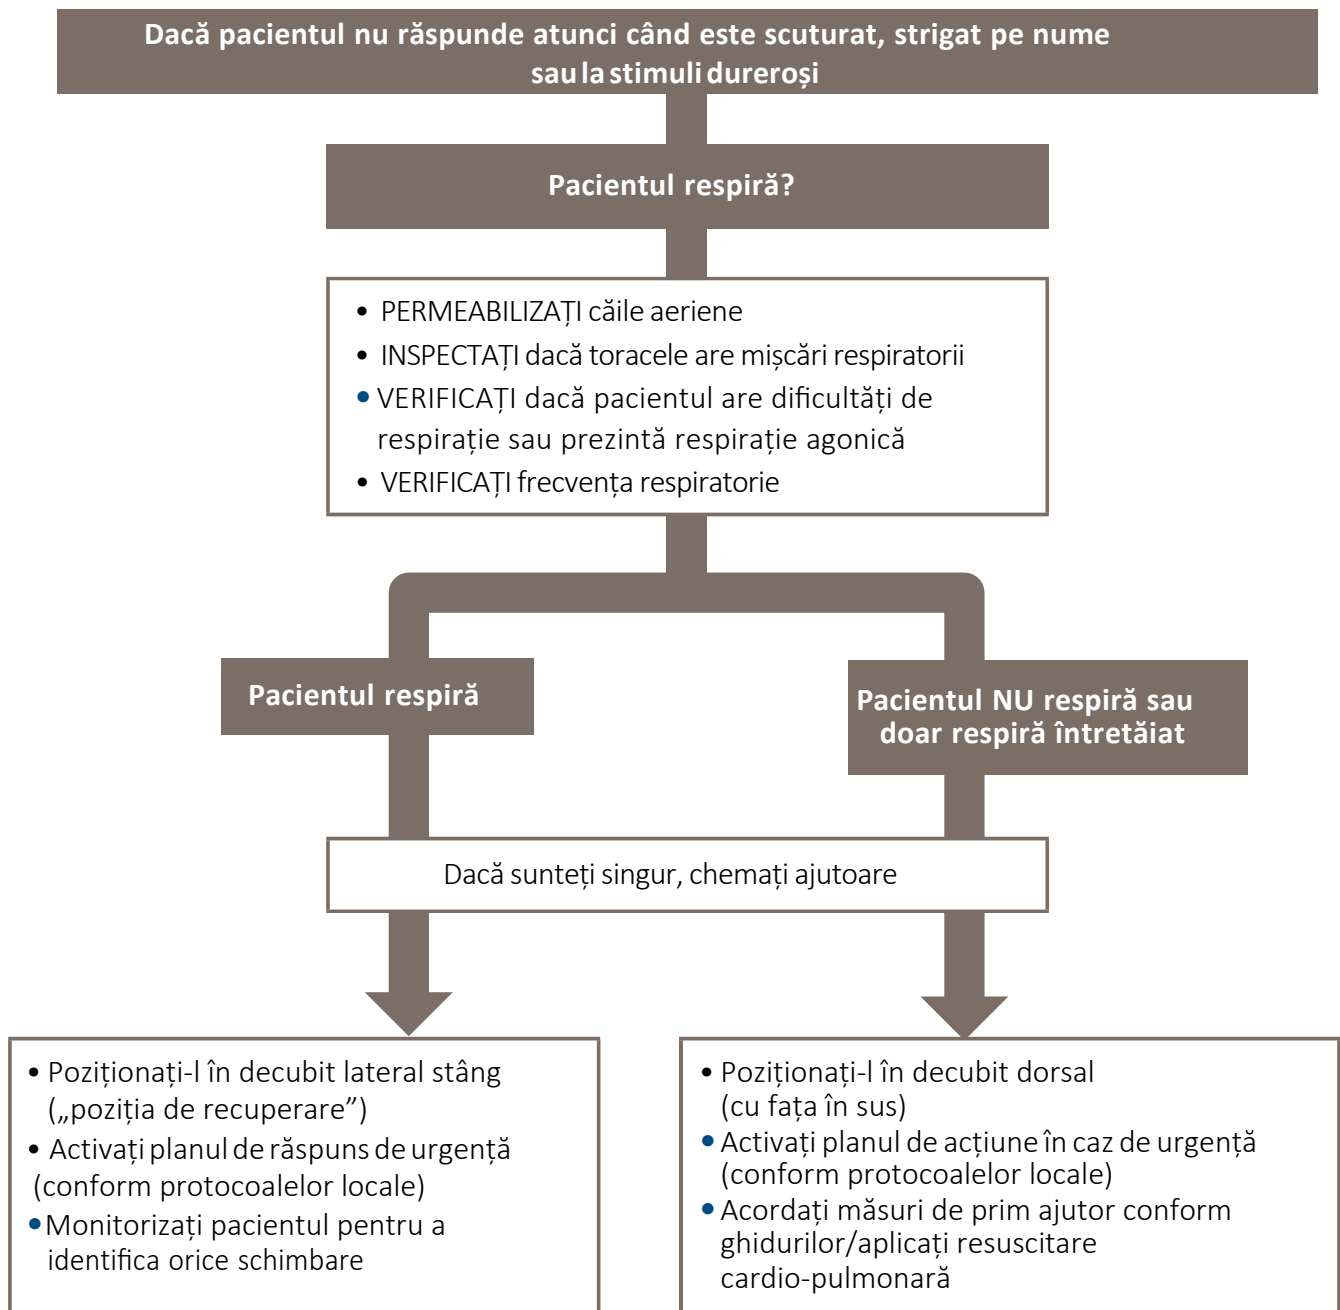 Dacă pacientul nu răspunde atunci când este scuturat, strigat pe nume
sau la stimuli dureroși
Pacientul respiră?
• PERMEABILIZAȚI căile aeriene
• INSPECTAȚI dacă toracele are mișcări respiratorii
• VERIFICAȚI dacă pacientul are dificultăți de
respirație sau prezintă respirație agonică
• VERIFICAȚI frecvența respiratorie
Pacientul respiră
Pacientul NU respiră sau
doar respiră întretăiat
Dacă sunteți singur, chemați ajutoare
• Poziționați-l în decubit lateral stâng
(„poziția de recuperare”)
• Activați planul de răspuns de urgență
(conform protocoalelor locale)
• Monitorizați pacientul pentru a
identifica orice schimbare
• Poziționați-l în decubit dorsal
(cu fața în sus)
• Activați planul de acțiune în caz de urgență
(conform protocoalelor locale)
• Acordați măsuri de prim ajutor conform
ghidurilor/aplicați resuscitare
cardio-pulmonară